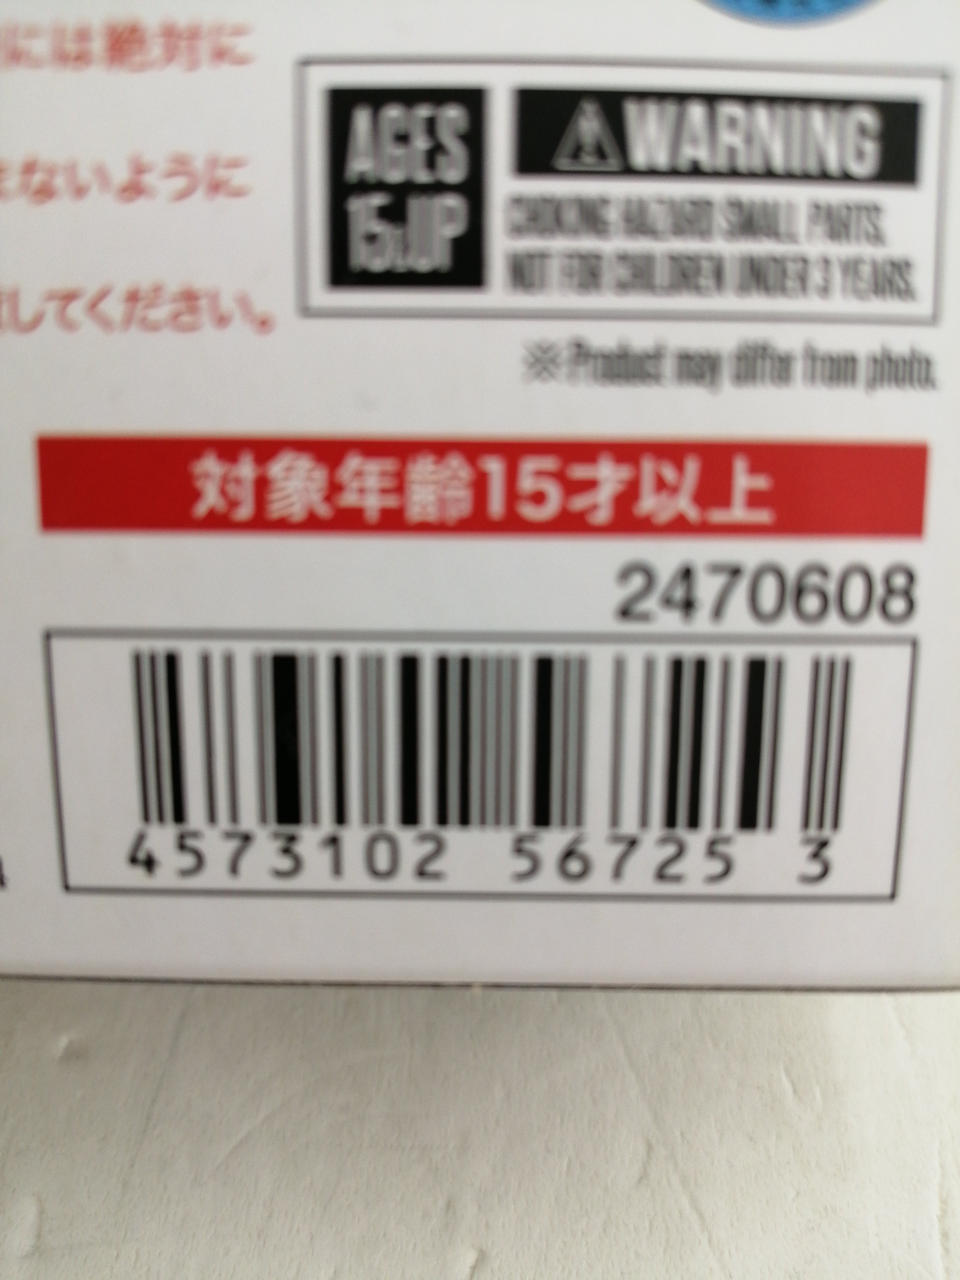 には絶対に
ないように
してください。
AGES
15&UP
WARNING
CHOKING HAZARD SMALL PARTS.
NOT FOR CHILDREN UNDER 3 YEARS.
※Product may differ from photo.
対象年齢15才以上
2470608
4573102 56725 3